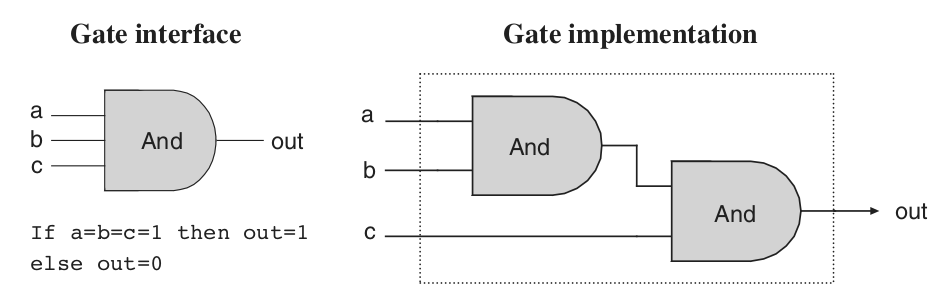 Gate interface
a
b
c
And
out
If a=b=c=1 then out=1
else out=0
Gate implementation
a
b
c
And
And
out